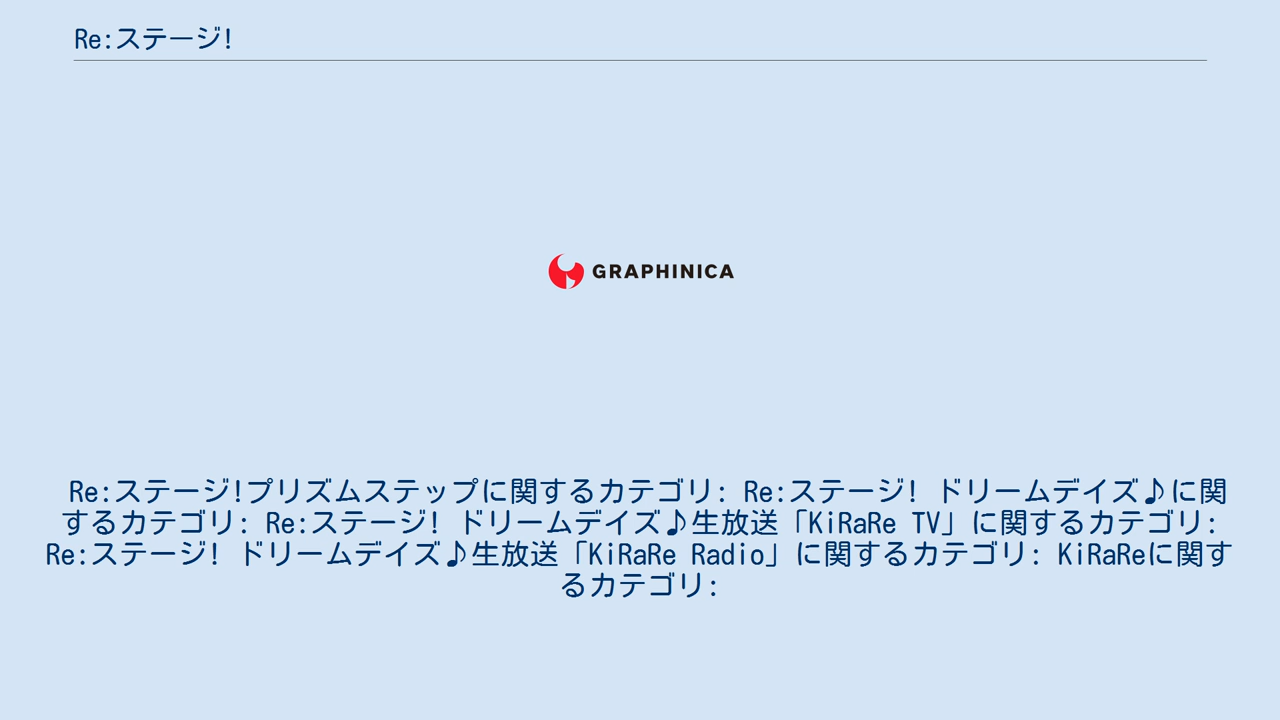 Re:ステージ!
GRAPHINICA
Re:ステージ!プリズムステップに関するカテゴリ: Re:ステージ! ドリームデイズ♪に関
するカテゴリ: Re:ステージ! ドリームデイズ♪生放送「KiRaRe TV」に関するカテゴリ:
Re:ステージ! ドリームデイズ♪生放送「KiRaRe Radio」に関するカテゴリ: KiRaReに関す
るカテゴリ: